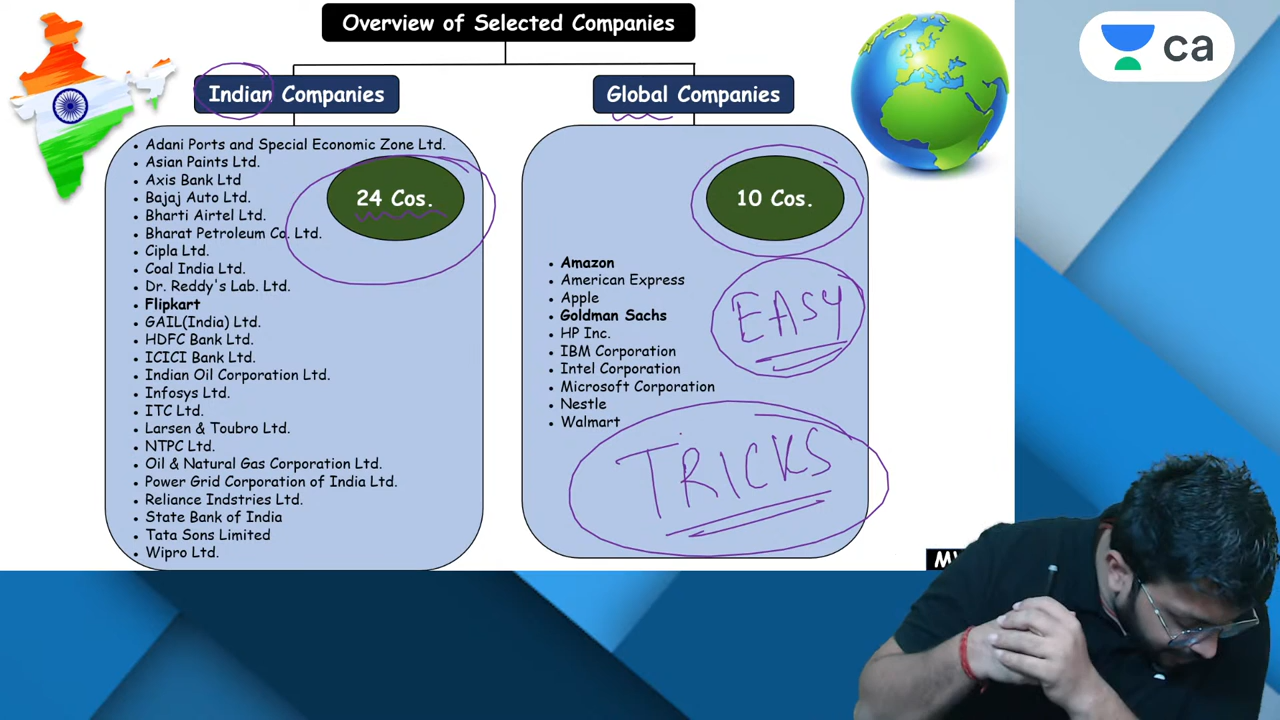 Overview of Selected Companies
ca
Indian Companies
Adani Ports and Special Economic Zone Ltd.
Asian Paints Ltd.
Axis Bank Ltd
Bajaj Auto Ltd.
Bharti Airtel Ltd.
Bharat Petroleum Co. Ltd.
Cipla Ltd.
Coal India Ltd.
Dr. Reddy's Lab. Ltd.
Flipkart
GAIL(India) Ltd.
HDFC Bank Ltd.
ICICI Bank Ltd.
Indian Oil Corporation Ltd.
Infosys Ltd.
ITC Ltd.
Larsen & Toubro Ltd.
NTPC Ltd.
Oil & Natural Gas Corporation Ltd.
Power Grid Corporation of India Ltd.
Reliance Indstries Ltd.
State Bank of India
Tata Sons Limited
Wipro Ltd.
24 Cos.
Global Companies
10 Cos.
Amazon
American Express
Apple
Goldman Sachs
HP Inc.
IBM Corporation
Intel Corporation
Microsoft Corporation
Nestle
Walmart
EASY
TRICKS